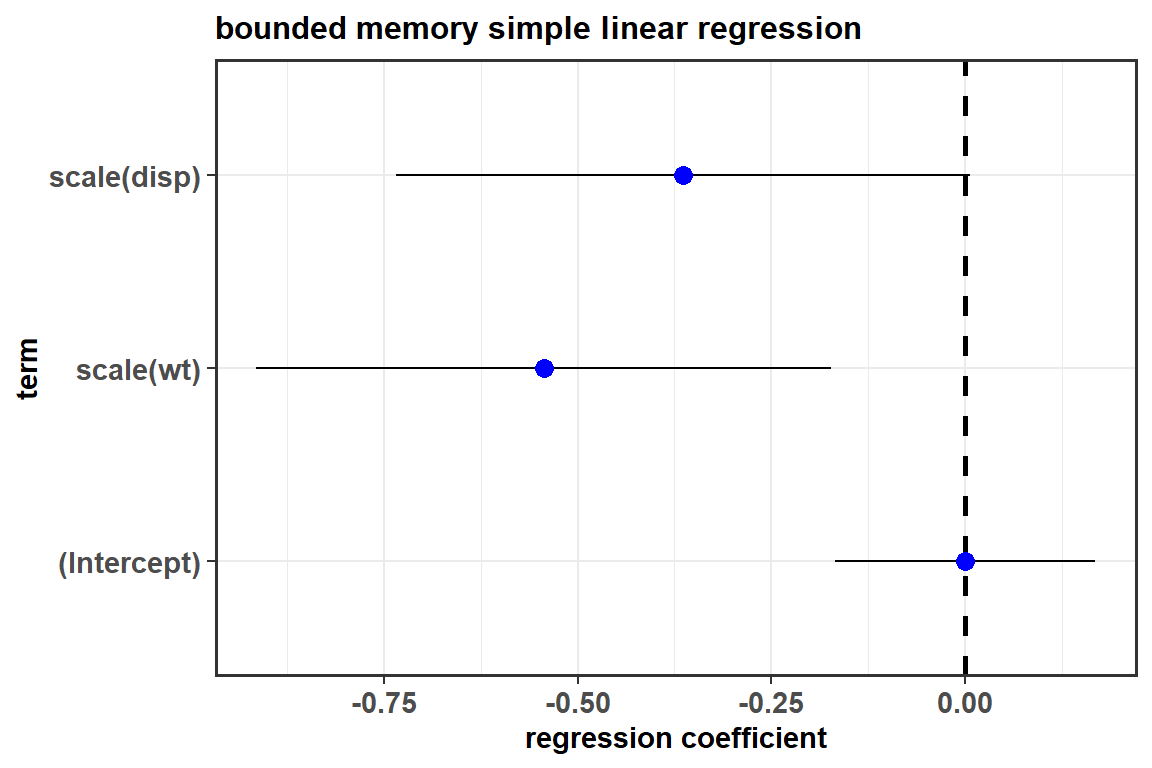 bounded memory simple linear regression
scale(disp)
scale(wt)
(Intercept)
term
-0.75
-0.50
-0.25
0.00
regression coefficient